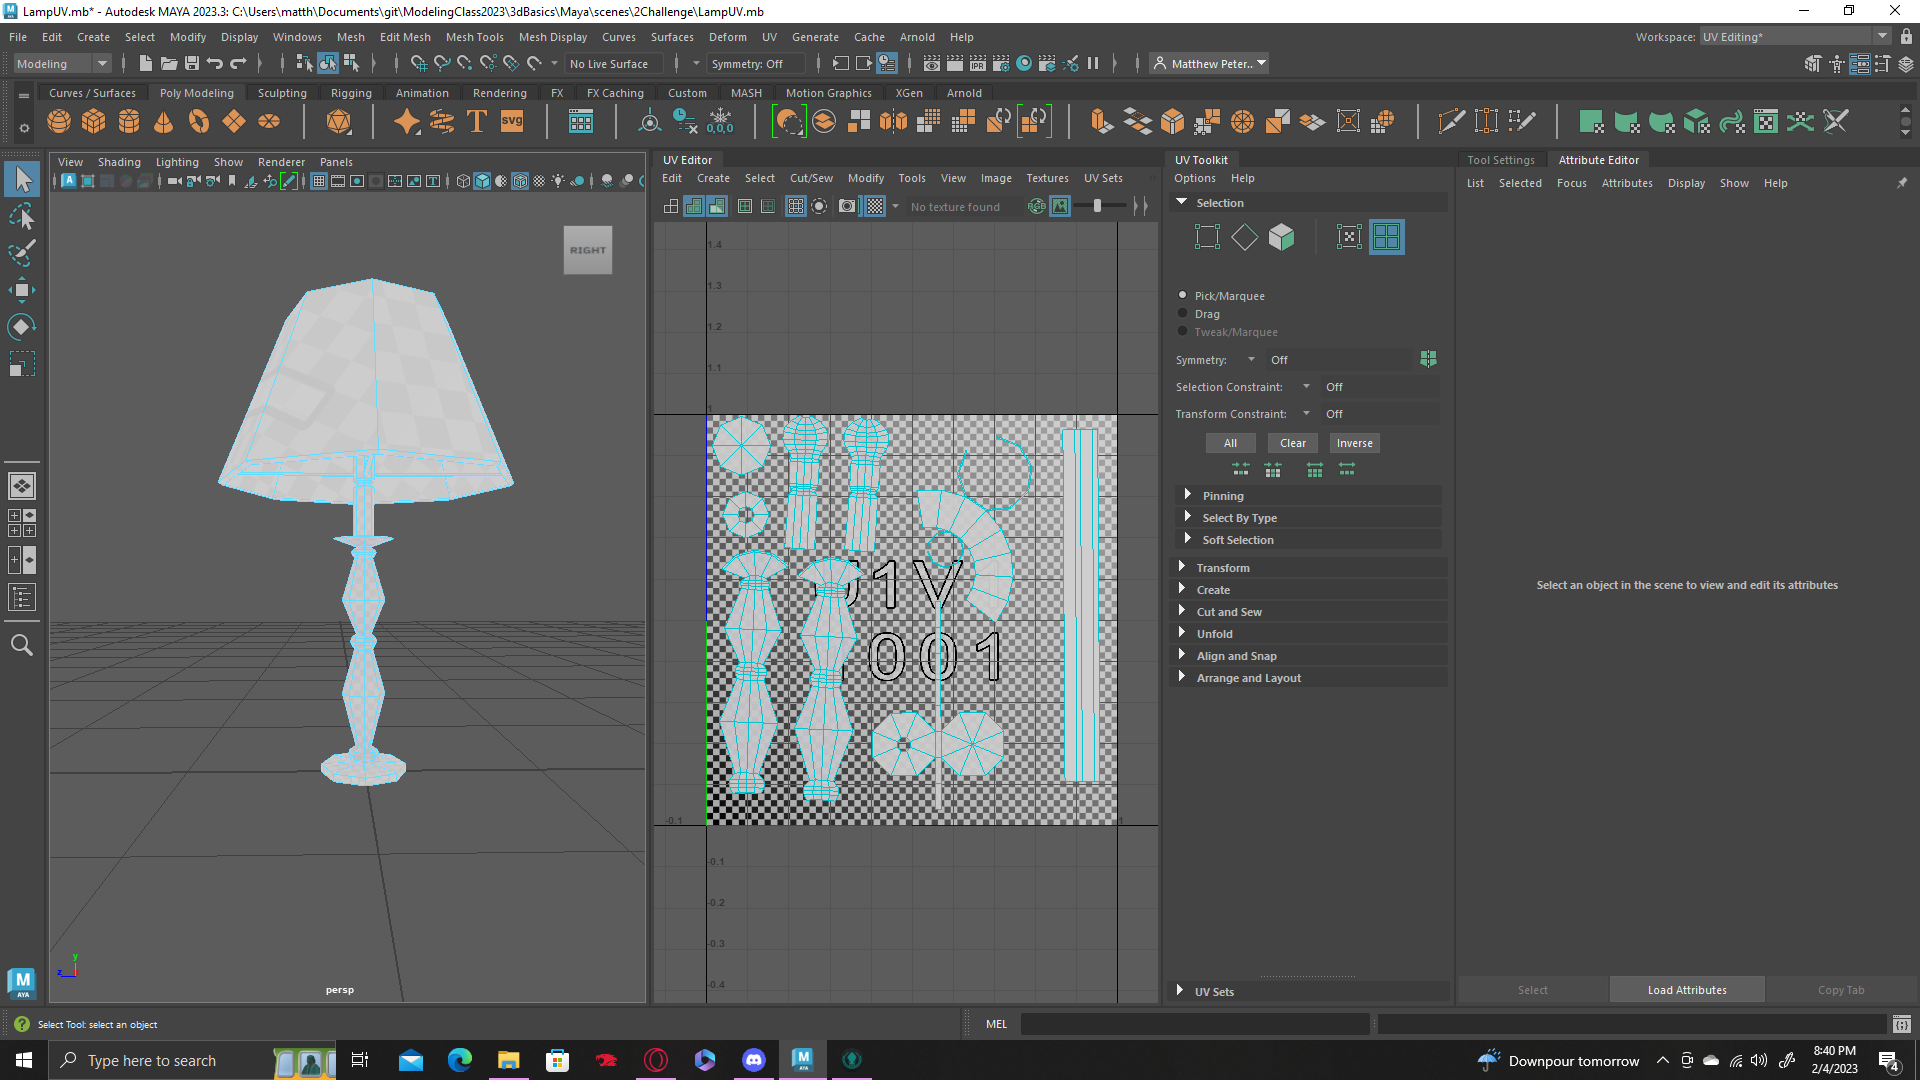 LampUV.mb* - Autodesk MAYA 2023.3: C:\Users\matth\Documents\git\ModelingClass2023\3dBasics\Maya\scenes\2Challenge\LampUV.mb
File Edit Create Select Modify Display Windows Mesh Edit Mesh Mesh Tools Mesh Display Curves Surfaces Deform UV Generate Cache Arnold Help
Workspace: UV Editing*
Modeling
No Live Surface
Symmetry: Off
Matthew Peter..
Curves / Surfaces Poly Modeling Sculpting Rigging Animation Rendering FX FX Caching Custom MASH Motion Graphics XGen Arnold
T
svg
0,0,0
View Shading Lighting Show Renderer Panels
RIGHT
persp
y
z
UV Editor
Edit Create Select Cut/Sew Modify Tools View Image Textures UV Sets
No texture found
RGB
1.4
1.3
1.2
1.1
1
-0.1
1
-0.1
-0.2
-0.3
-0.4
1001
UV Toolkit
Options Help
Selection
Pick/Marquee
Drag
Tweak/Marquee
Symmetry: Off
Selection Constraint: Off
Transform Constraint: Off
All Clear Inverse
Pinning
Select By Type
Soft Selection
Transform
Create
Cut and Sew
Unfold
Align and Snap
Arrange and Layout
UV Sets
Tool Settings Attribute Editor
List Selected Focus Attributes Display Show Help
Select an object in the scene to view and edit its attributes
Select Load Attributes Copy Tab
Select Tool: select an object
MEL
Type here to search
Downpour tomorrow
8:40 PM
2/4/2023
4